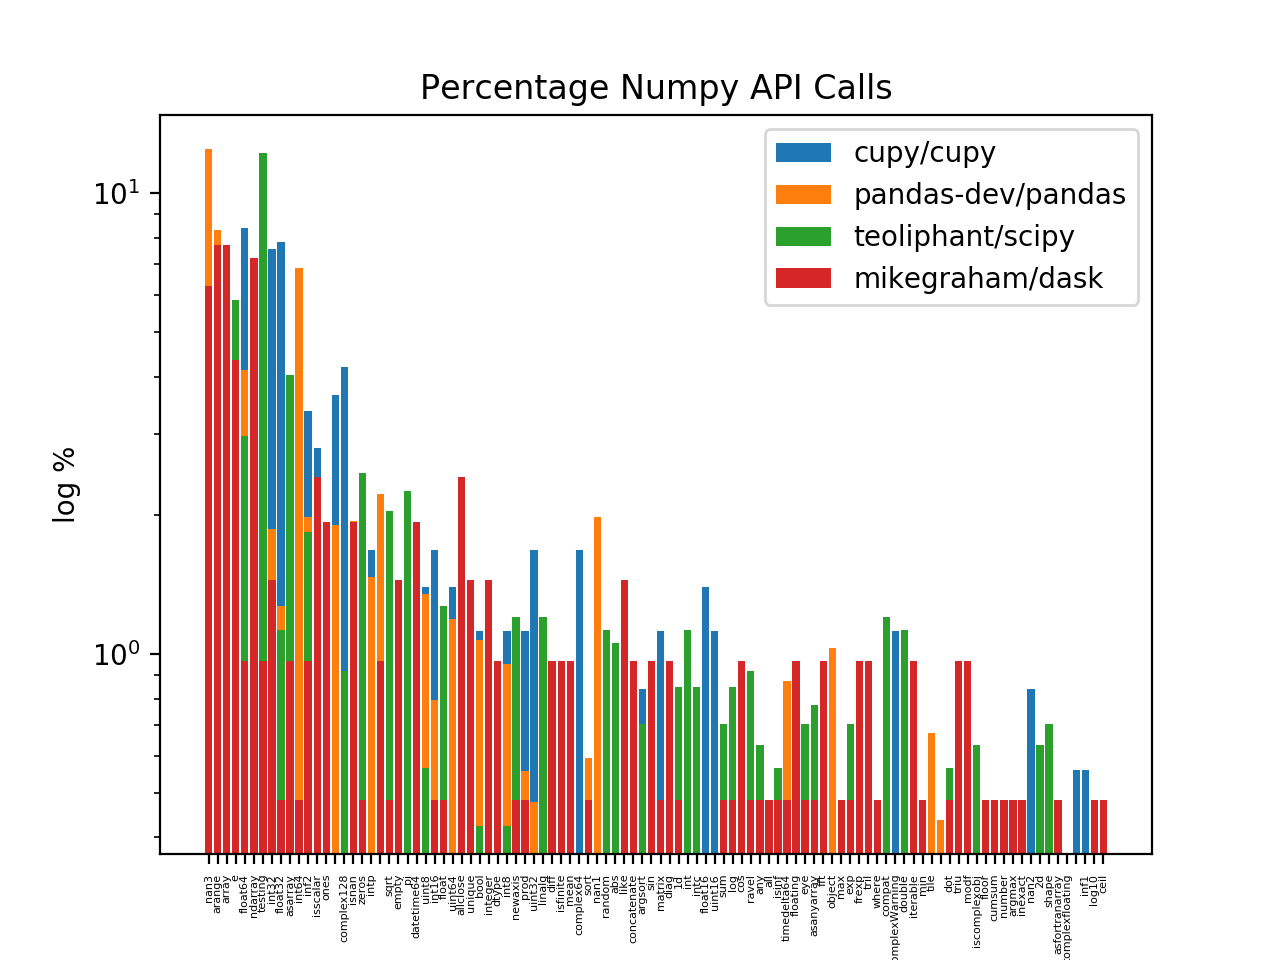 Percentage Numpy API Calls
cupy/cupy
pandas-dev/pandas
teoliphant/scipy
mikegraham/dask
log %
10¹
10⁰
nan3
arange
array
e
float64
ndarray
testing
int32
float32
asarray
int64
inf2
isscalar
ones
complex128
isnan
zeros
intp
sqrt
empty
pi
datetime64
uint8
int16
float
uint64
allclose
unique
bool
integer
dtype
int8
newaxis
prod
uint32
linalg
diff
isfinite
mean
complex64
sort
nan1
random
abs
like
concatenate
argsort
sin
matrix
diag
1d
int
intc
float16
uint16
sum
log
cos
ravel
any
all
isinf
timedelta64
floating
eye
asanyarray
fft
object
max
exp
frexp
tril
where
compat
omplexWarning
double
iterable
min
tile
dot
triu
modf
iscomplexobj
floor
cumsum
number
argmax
inexact
nan2
2d
shape
asfortranarray
complexfloating
inf1
log10
ceil